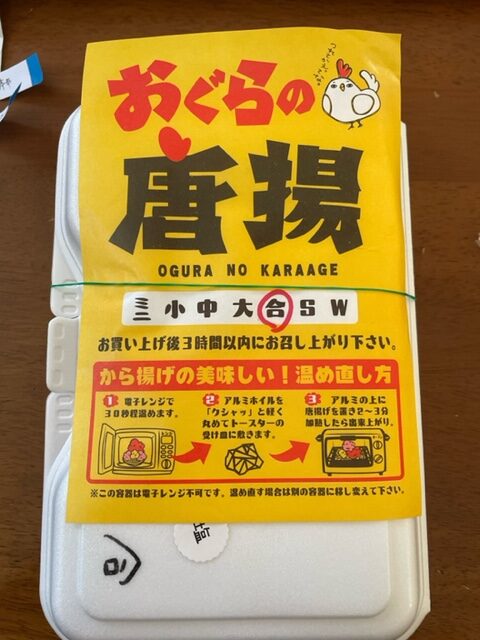 おぐらの
唐揚
OGURA NO KARAAGE
三小中大合SW
お買い上げ後3時間以内にお召し上がり下さい。
から揚げの美味しい!温め直し方
1 電子レンジで
30秒程温めます。
2 アルミホイルを
「クシャッ」と軽く
丸めてトースターの
受け皿に敷きます。
3 アルミの上に
唐揚げを置き2〜3分
加熱したら出来上がり。
※この容器は電子レンジ不可です。温め直す場合は別の容器に移し変えて下さい。